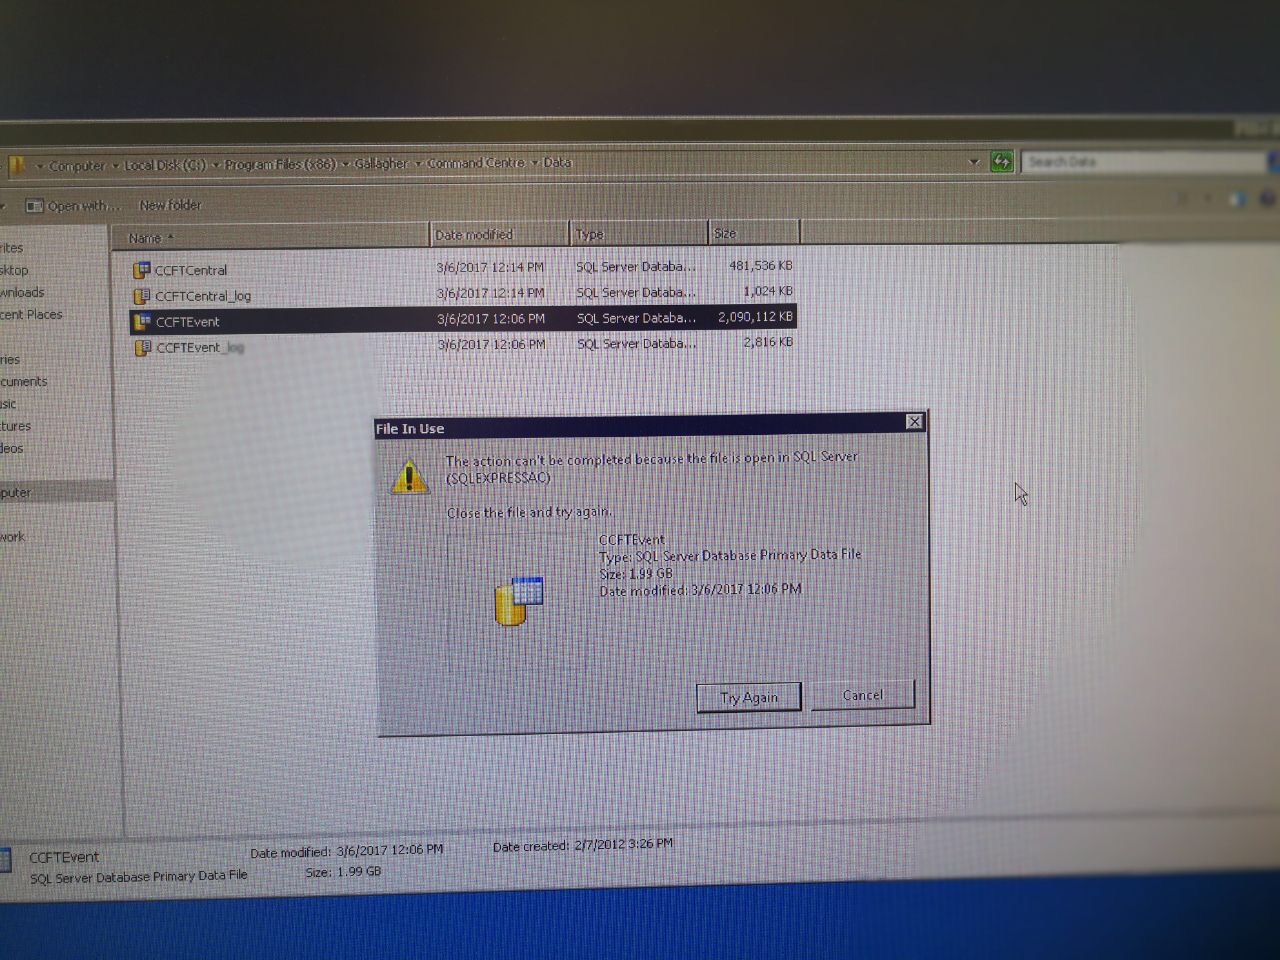 Computer Local Disk (C:) Program Files (x86) Gallagher Command Centre Data Search Data
Open with... New folder
Name Date modified Type Size
CCFTCentral 3/6/2017 12:14 PM SQL Server Databa... 481,536 KB
CCFTCentral_log 3/6/2017 12:14 PM SQL Server Databa... 1,024 KB
CCFTEvent 3/6/2017 12:06 PM SQL Server Databa... 2,090,112 KB
CCFTEvent_log 3/6/2017 12:06 PM SQL Server Databa... 2,816 KB
rites
sktop
wnloads
cent Places
ries
cuments
usic
tures
deos
puter
work
File In Use
The action can't be completed because the file is open in SQL Server
(SQLEXPRESSAC)
Close the file and try again.
CCFTEvent
Type: SQL Server Database Primary Data File
Size: 1.99 GB
Date modified: 3/6/2017 12:06 PM
Try Again Cancel
CCFTEvent Date modified: 3/6/2017 12:06 PM Date created: 2/7/2012 3:26 PM
SQL Server Database Primary Data File Size: 1.99 GB